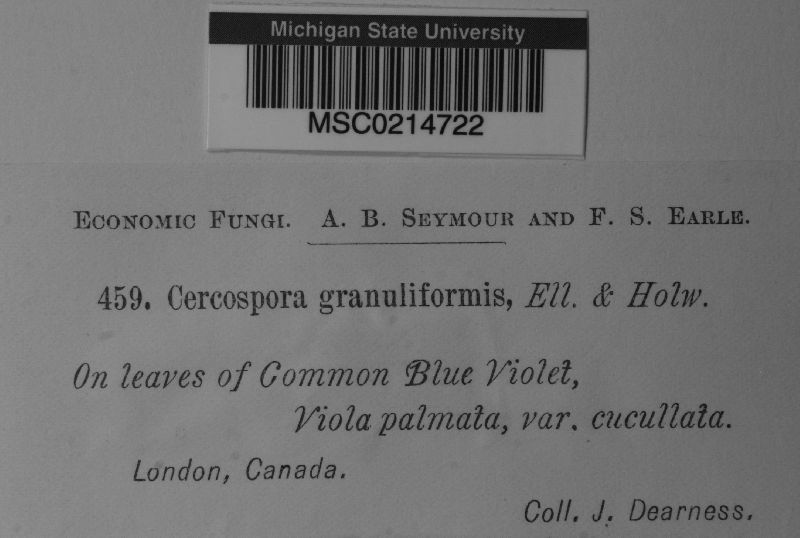 Michigan State University
MSC0214722
Economic Fungi. A. B. Seymour and F. S. Earle.
459. Cercospora granuliformis, Ell. & Holw.
On leaves of Common Blue Violet,
Viola palmata, var. cucullata.
London, Canada.
Coll. J. Dearness.